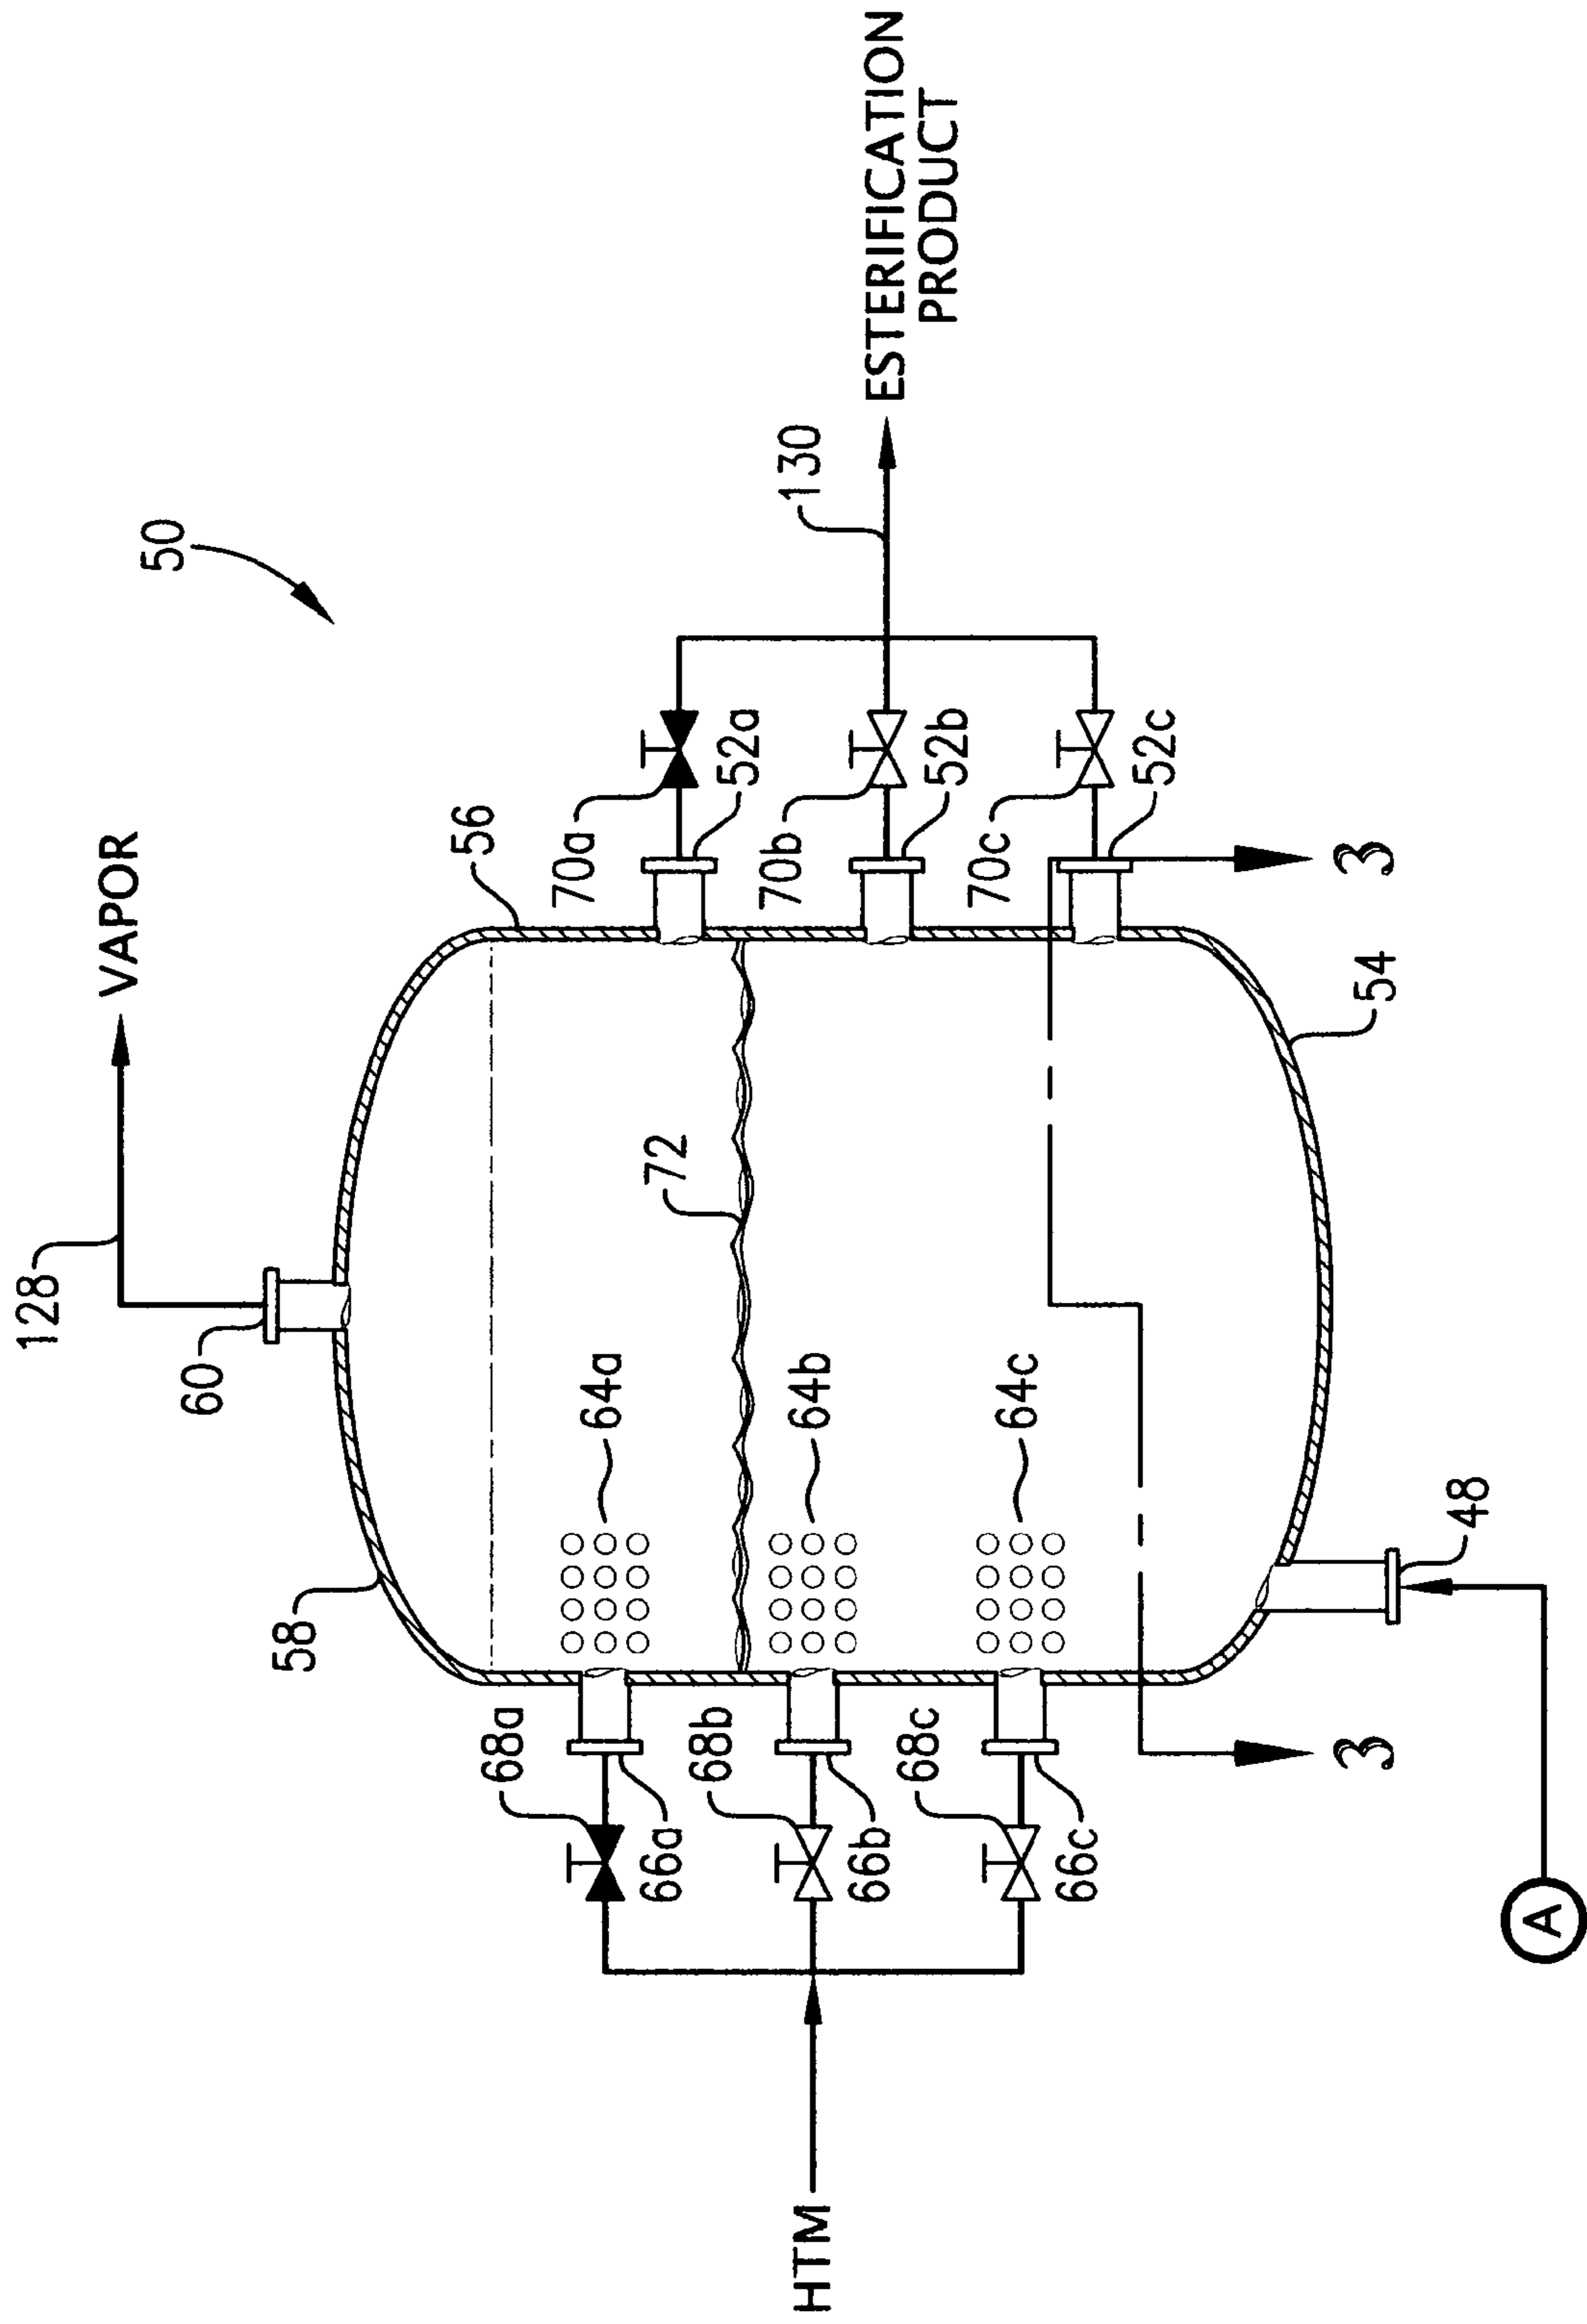 128
VAPOR
60
50
58
56
64a
72
68a
70a
66a
52a
130
ESTERIFICATION
PRODUCT
HTM
68b
64b
70b
66b
52b
68c
64c
70c
66c
52c
3
3
54
48
A